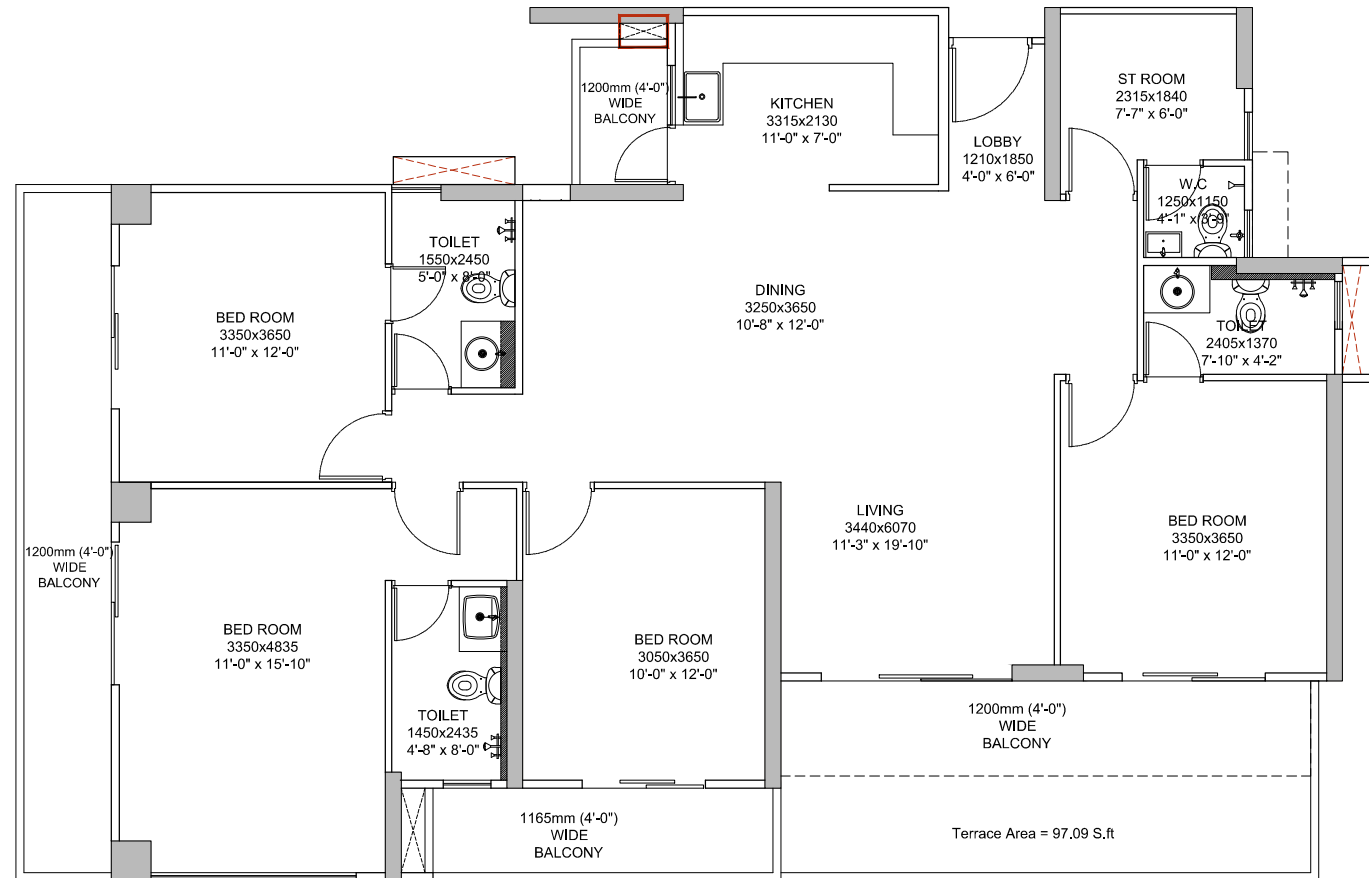 1200mm (4'-0")
WIDE
BALCONY
KITCHEN
3315x2130
11'-0" x 7'-0"
LOBBY
1210x1850
4'-0" x 6'-0"
ST ROOM
2315x1840
7'-7" x 6'-0"
W.C
1250x1150
4'-1" x 3'-9"
TOILET
1550x2450
5'-0" x 8'-0"
BED ROOM
3350x3650
11'-0" x 12'-0"
DINING
3250x3650
10'-8" x 12'-0"
TOILET
2405x1370
7'-10" x 4'-2"
1200mm (4'-0")
WIDE
BALCONY
LIVING
3440x6070
11'-3" x 19'-10"
BED ROOM
3350x3650
11'-0" x 12'-0"
BED ROOM
3350x4835
11'-0" x 15'-10"
BED ROOM
3050x3650
10'-0" x 12'-0"
TOILET
1450x2435
4'-8" x 8'-0"
1200mm (4'-0")
WIDE
BALCONY
1165mm (4'-0")
WIDE
BALCONY
Terrace Area = 97.09 S.ft